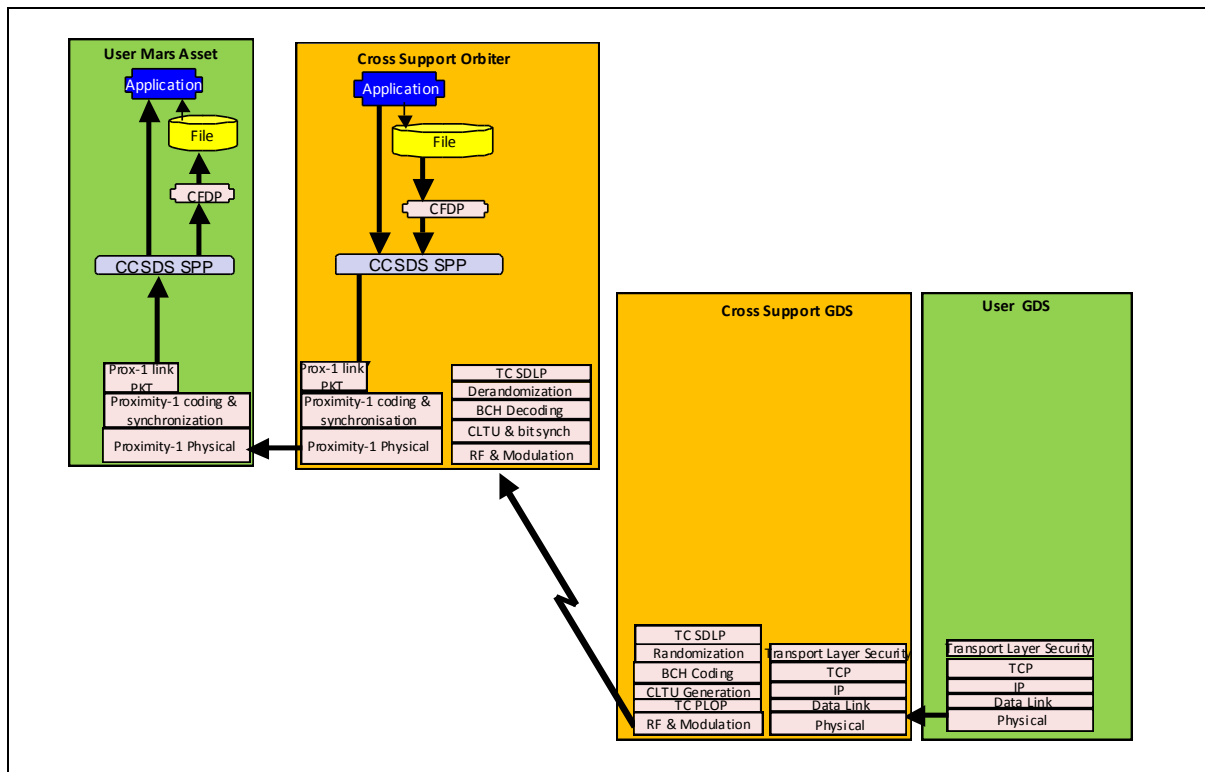 User Mars Asset
Application
File
CFDP
CCSDS SPP
Prox-1 link
PKT
Proximity-1 coding &
synchronization
Proximity-1 Physical
Cross Support Orbiter
Application
File
CFDP
CCSDS SPP
Prox-1 link
PKT
Proximity-1 coding &
synchronisation
Proximity-1 Physical
TC SDLP
Derandomization
BCH Decoding
CLTU & bitsynch
RF & Modulation
Cross Support GDS
TC SDLP
Randomization
BCH Coding
CLTU Generation
TC PLOP
RF & Modulation
Transport Layer Security
TCP
IP
Data Link
Physical
User GDS
Transport Layer Security
TCP
IP
Data Link
Physical